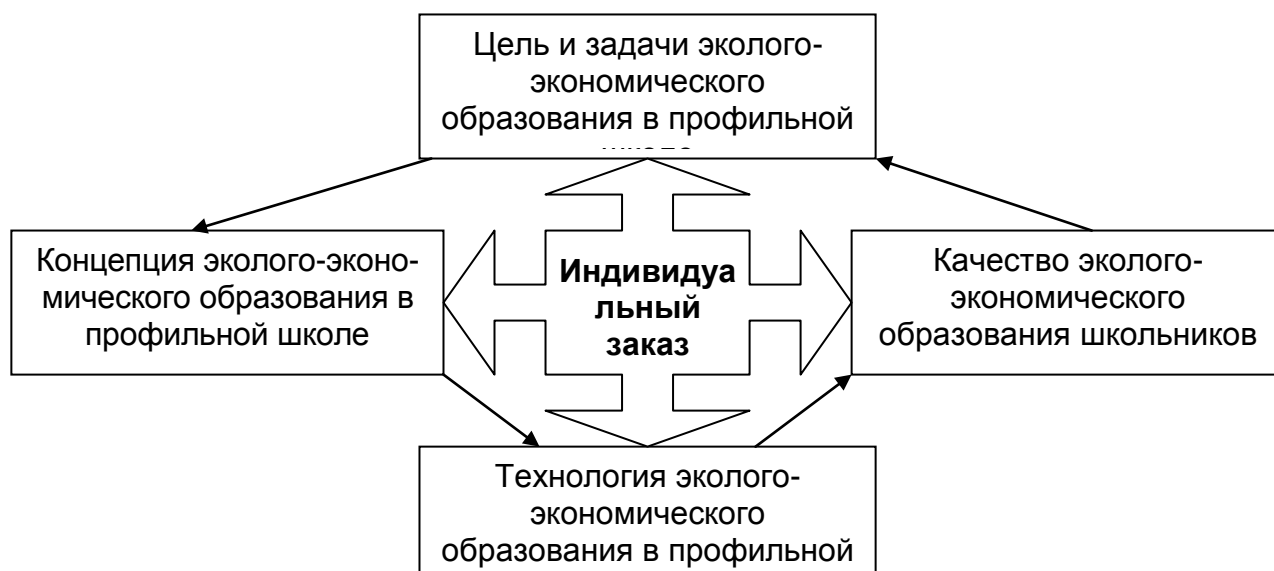 Цель и задачи эколого-
экономического
образования в профильной
Концепция эколого-эконо-
мического образования в
профильной школе
Индивидуа
льный
заказ
Качество эколого-
экономического
образования школьников
Технология эколого-
экономического
образования в профильной